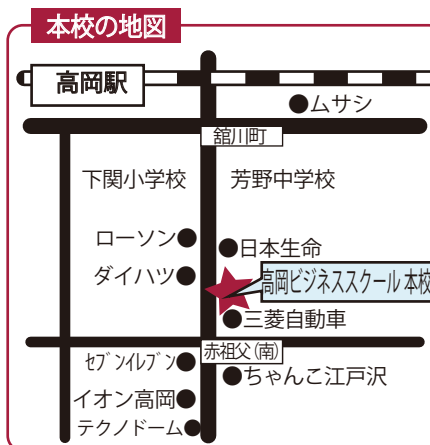 本校の地図
高岡駅
●ムサシ
舘川町
下関小学校
芳野中学校
ローソン●
●日本生命
ダイハツ●
高岡ビジネススクール 本校
●三菱自動車
赤祖父(南)
セブンイレブン●
●ちゃんこ江戸沢
イオン高岡●
テクノドーム●